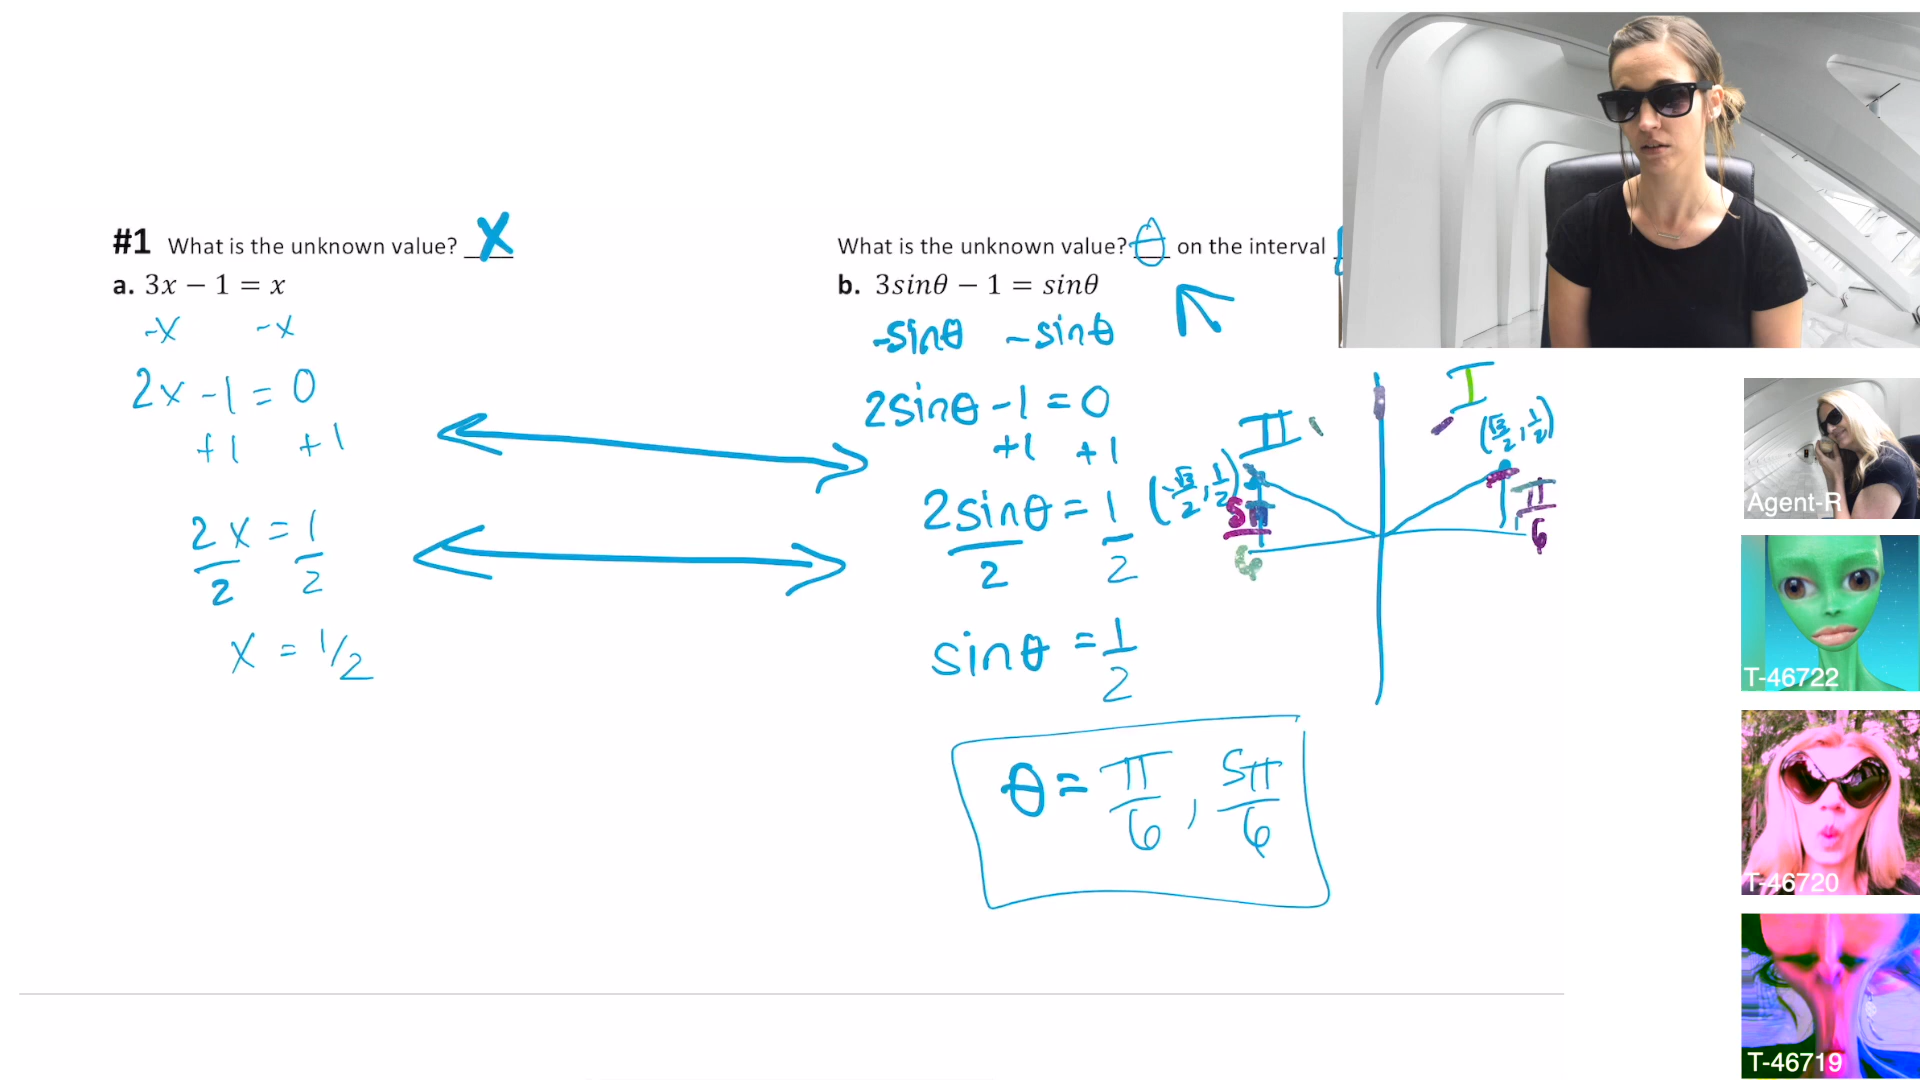 #1 What is the unknown value? X
a. 3x − 1 = x
-x -x
2x - 1 = 0
+1 +1
2x = 1
2 2
x = 1/2
What is the unknown value? θ on the interval
b. 3sinθ − 1 = sinθ
-sinθ -sinθ
2sinθ - 1 = 0
+1 +1
2sinθ = 1
2 2
sinθ = 1/2
θ = π/6, 5π/6
II
I
(-√3/2, 1/2)
(√3/2, 1/2)
5π/6
π/6
Agent-R
T-46722
T-46720
T-46719